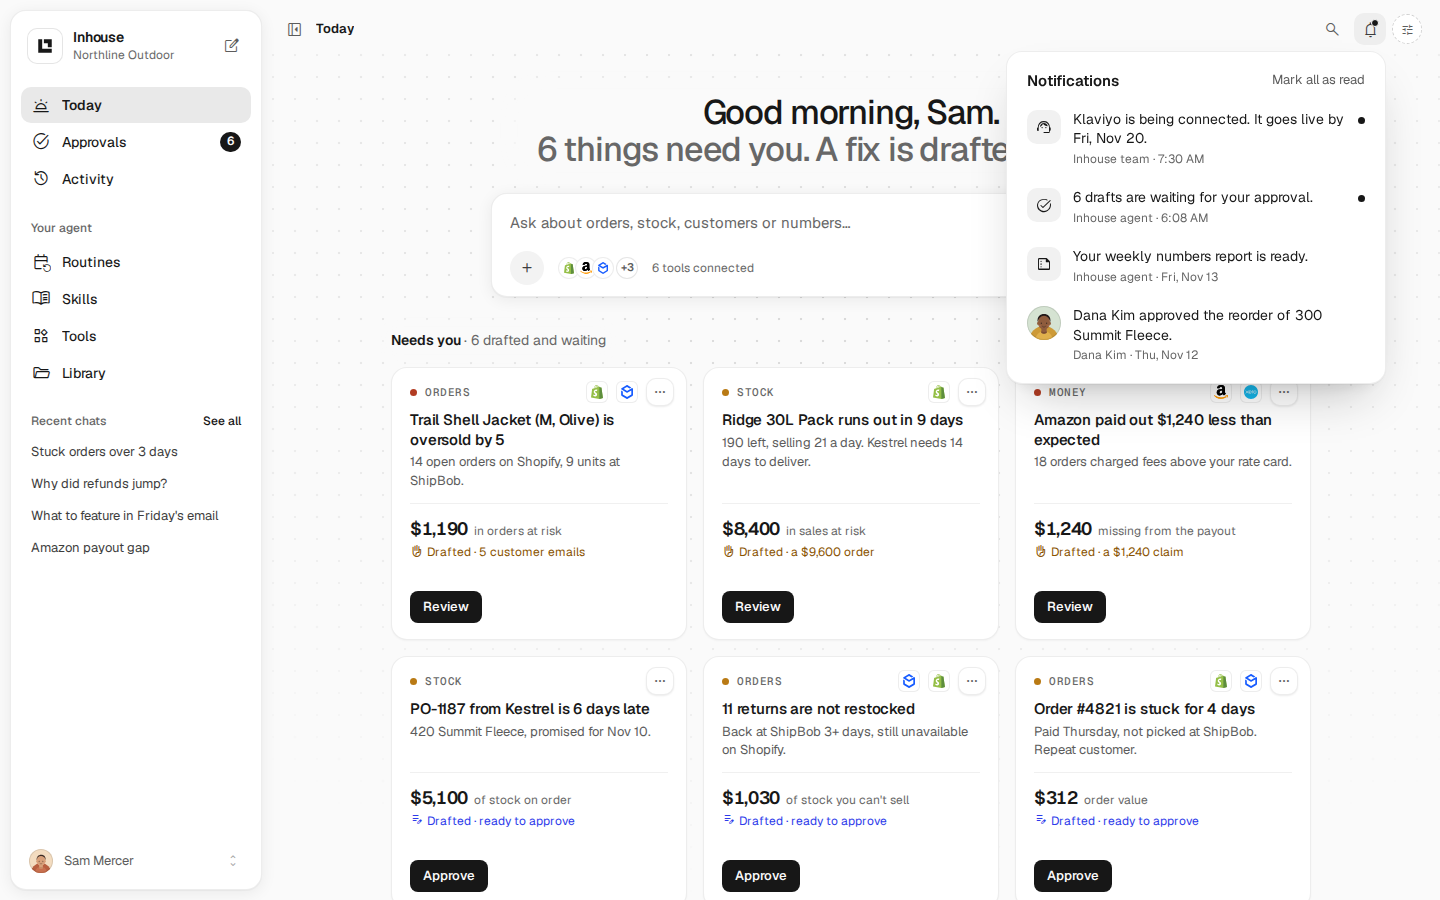 Inhouse
Northline Outdoor
Today
Approvals
6
Activity
Your agent
Routines
Skills
Tools
Library
Recent chats
See all
Stuck orders over 3 days
Why did refunds jump?
What to feature in Friday's email
Amazon payout gap
Sam Mercer
Today
Good morning, Sam.
6 things need you. A fix is drafte
Ask about orders, stock, customers or numbers...
+3
6 tools connected
Notifications
Mark all as read
Klaviyo is being connected. It goes live by
Fri, Nov 20.
Inhouse team · 7:30 AM
6 drafts are waiting for your approval.
Inhouse agent · 6:08 AM
Your weekly numbers report is ready.
Inhouse agent · Fri, Nov 13
Dana Kim approved the reorder of 300
Summit Fleece.
Dana Kim · Thu, Nov 12
Needs you · 6 drafted and waiting
ORDERS
Trail Shell Jacket (M, Olive) is
oversold by 5
14 open orders on Shopify, 9 units at
ShipBob.
$1,190 in orders at risk
Drafted · 5 customer emails
Review
STOCK
Ridge 30L Pack runs out in 9 days
190 left, selling 21 a day. Kestrel needs 14
days to deliver.
$8,400 in sales at risk
Drafted · a $9,600 order
Review
MONEY
Amazon paid out $1,240 less than
expected
18 orders charged fees above your rate card.
$1,240 missing from the payout
Drafted · a $1,240 claim
Review
STOCK
PO-1187 from Kestrel is 6 days late
420 Summit Fleece, promised for Nov 10.
$5,100 of stock on order
Drafted · ready to approve
Approve
ORDERS
11 returns are not restocked
Back at ShipBob 3+ days, still unavailable
on Shopify.
$1,030 of stock you can't sell
Drafted · ready to approve
Approve
ORDERS
Order #4821 is stuck for 4 days
Paid Thursday, not picked at ShipBob.
Repeat customer.
$312 order value
Drafted · ready to approve
Approve